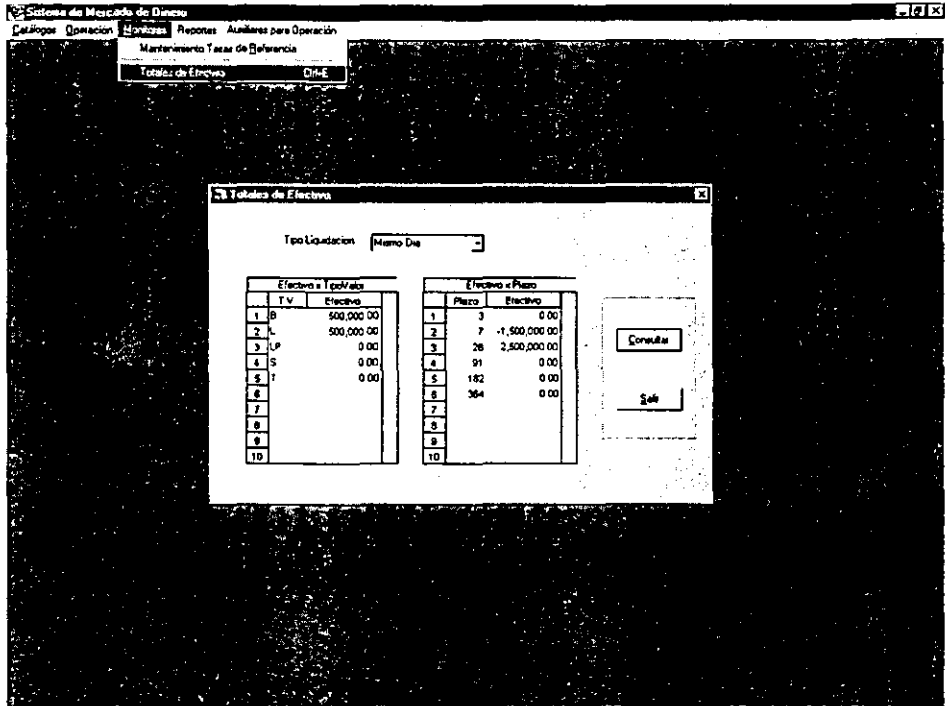 Sistema de Mercado de Dinero
Catálogos Operacion Monitores Reportes Auxiliares para Operación
Mantenimiento Tasas de Referencia
Totales de Efectivo Ctrl+E
Totales de Efectivo
Tipo Liquidacion Mismo Dia
Efectivo x TipoValor
T V Efectivo
1 B 500,000.00
2 L 500,000.00
3 LP 0.00
4 S 0.00
5 T 0.00
6
7
8
9
10
Efectivo x Plazo
Plazo Efectivo
1 3 0.00
2 7 -1,500,000.00
3 28 2,500,000.00
4 91 0.00
5 182 0.00
6 364 0.00
7
8
9
10
Consultar
Salir